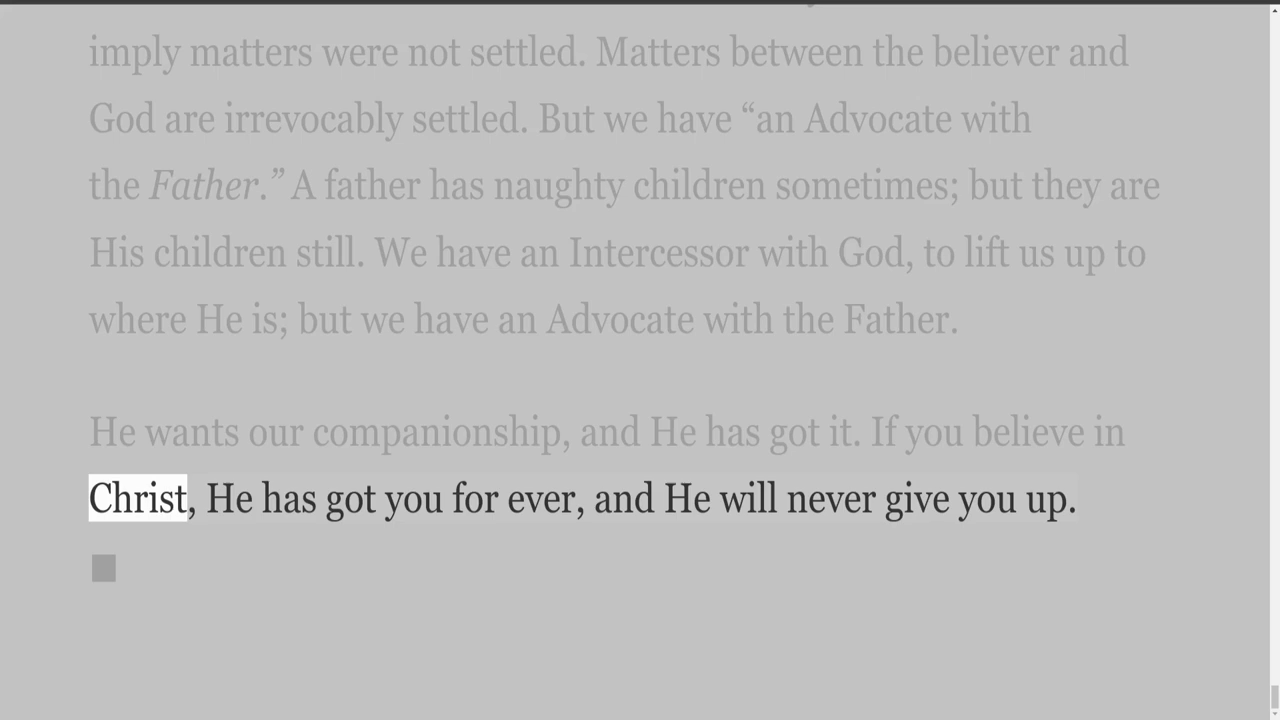 imply matters were not settled. Matters between the believer and
God are irrevocably settled. But we have “an Advocate with
the Father.” A father has naughty children sometimes; but they are
His children still. We have an Intercessor with God, to lift us up to
where He is; but we have an Advocate with the Father.
He wants our companionship, and He has got it. If you believe in
Christ, He has got you for ever, and He will never give you up.